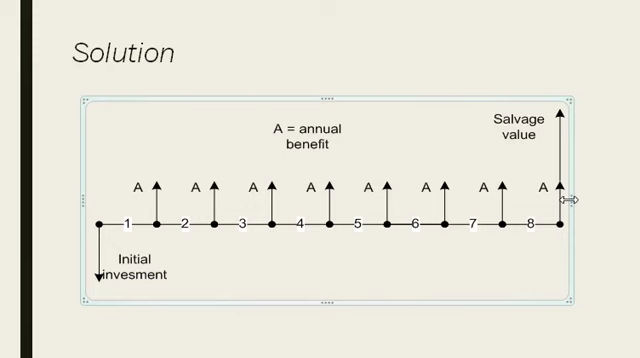 Solution
A = annual
benefit
Salvage
value
A A A A A A A A
1 2 3 4 5 6 7 8
Initial
invesment